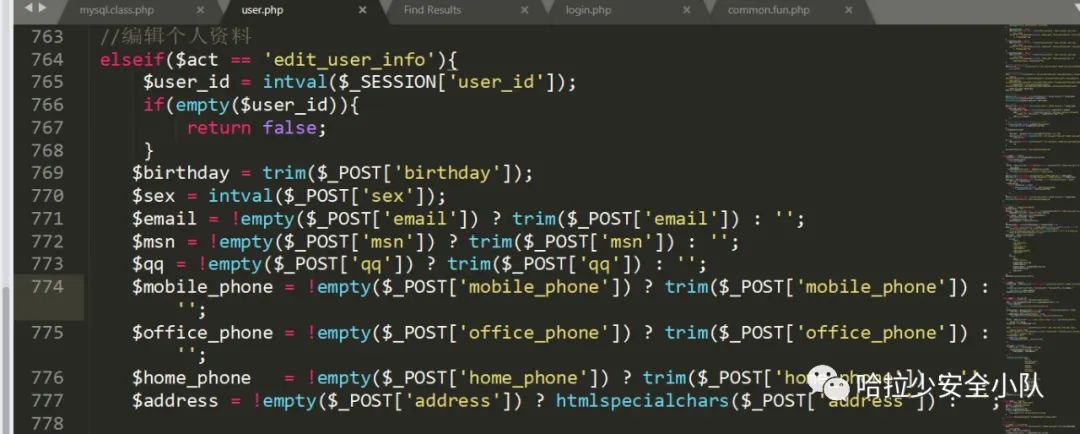 mysql.class.php × user.php × Find Results × login.php × common.fun.php ×
763 //编辑个人资料
764 elseif($act == 'edit_user_info'){
765 $user_id = intval($_SESSION['user_id']);
766 if(empty($user_id)){
767 return false;
768 }
769 $birthday = trim($_POST['birthday']);
770 $sex = intval($_POST['sex']);
771 $email = !empty($_POST['email']) ? trim($_POST['email']) : '';
772 $msn = !empty($_POST['msn']) ? trim($_POST['msn']) : '';
773 $qq = !empty($_POST['qq']) ? trim($_POST['qq']) : '';
774 $mobile_phone = !empty($_POST['mobile_phone']) ? trim($_POST['mobile_phone']) :
'';
775 $office_phone = !empty($_POST['office_phone']) ? trim($_POST['office_phone']) :
'';
776 $home_phone = !empty($_POST['home_phone']) ? trim($_POST['
777 $address = !empty($_POST['address']) ? htmlspecialchars($_POST['address']) :
778
哈拉少安全小队